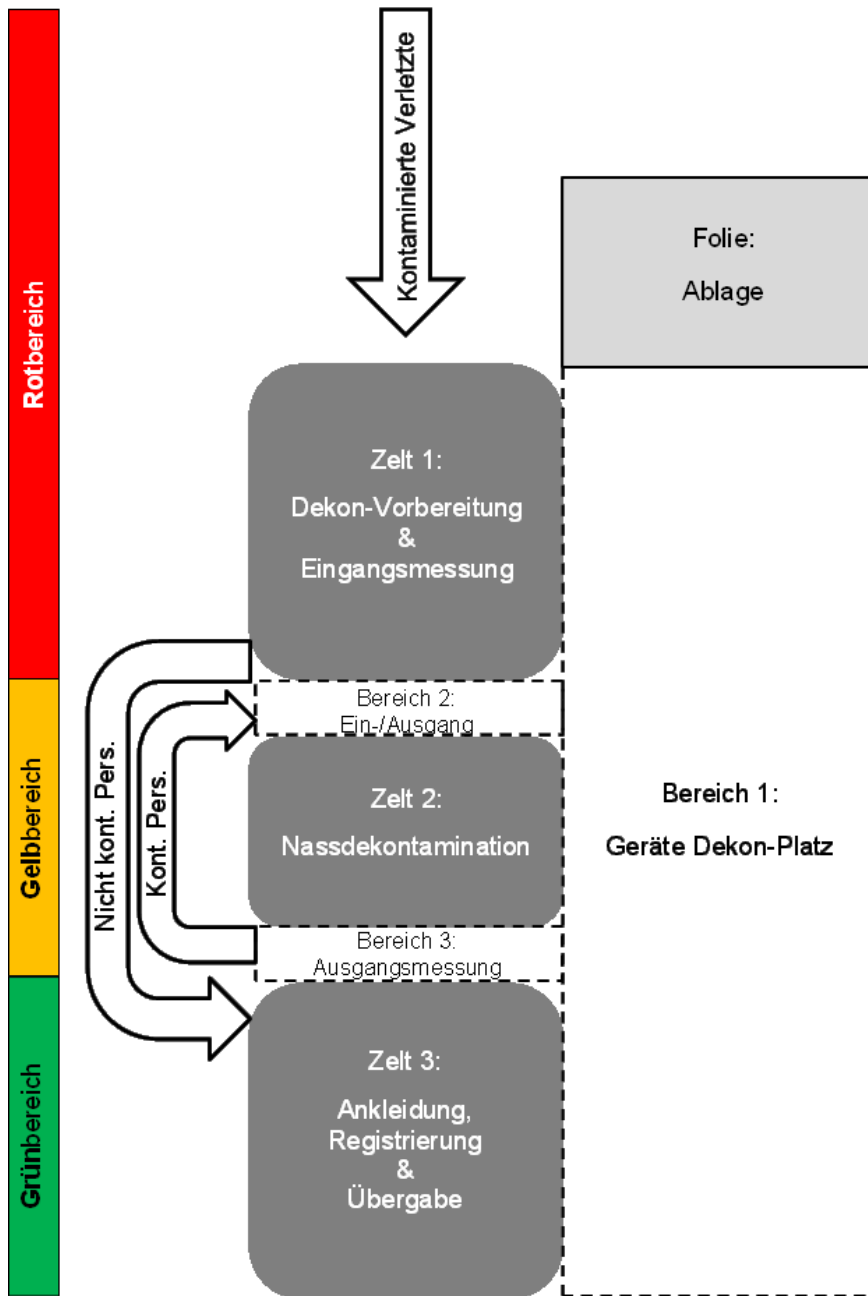 Rotbereich
Gelbbereich
Grünbereich
Kontaminierte Verletzte
Folie:
Ablage
Zelt 1:
Dekon-Vorbereitung
&
Eingangsmessung
Bereich 2:
Ein-/Ausgang
Nicht kont. Pers.
Kont. Pers.
Zelt 2:
Nassdekontamination
Bereich 1:
Geräte Dekon-Platz
Bereich 3:
Ausgangsmessung
Zelt 3:
Ankleidung,
Registrierung
&
Übergabe